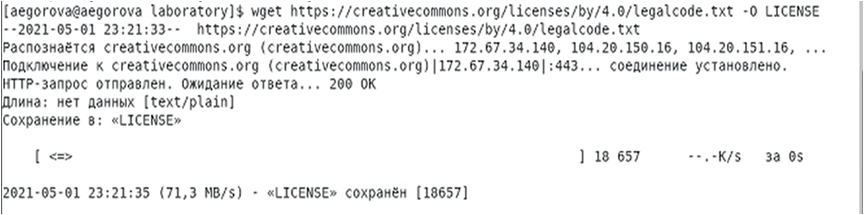 [aegorova@aegorova laboratory]$ wget https://creativecommons.org/licenses/by/4.0/legalcode.txt -O LICENSE
--2021-05-01 23:21:33--  https://creativecommons.org/licenses/by/4.0/legalcode.txt
Распознаётся creativecommons.org (creativecommons.org)... 172.67.34.140, 104.20.150.16, 104.20.151.16, ...
Подключение к creativecommons.org (creativecommons.org)|172.67.34.140|:443... соединение установлено.
HTTP-запрос отправлен. Ожидание ответа... 200 OK
Длина: нет данных [text/plain]
Сохранение в: «LICENSE»
[ <=> ] 18 657 --.-K/s за 0s
2021-05-01 23:21:35 (71,3 MB/s) - «LICENSE» сохранён [18657]